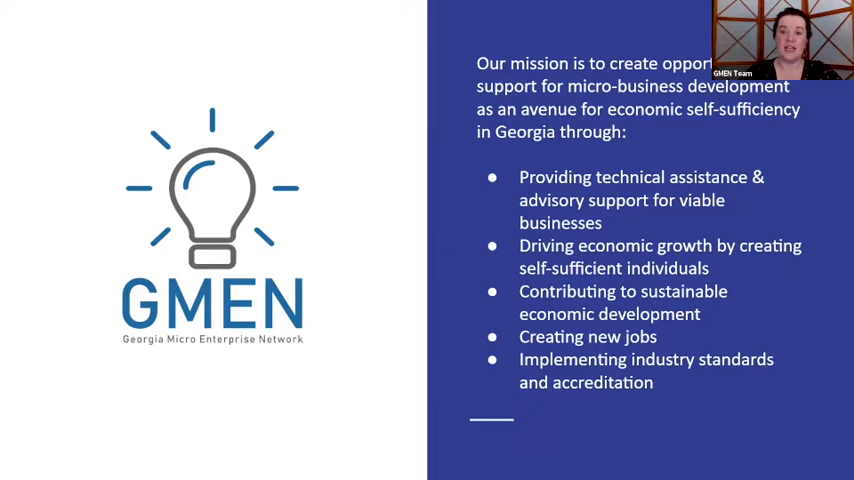 GMEN
Georgia Micro Enterprise Network
Our mission is to create
support for micro-business development
as an avenue for economic self-sufficiency
in Georgia through:
● Providing technical assistance &
advisory support for viable
businesses
● Driving economic growth by creating
self-sufficient individuals
● Contributing to sustainable
economic development
● Creating new jobs
● Implementing industry standards
and accreditation
GMEN Team